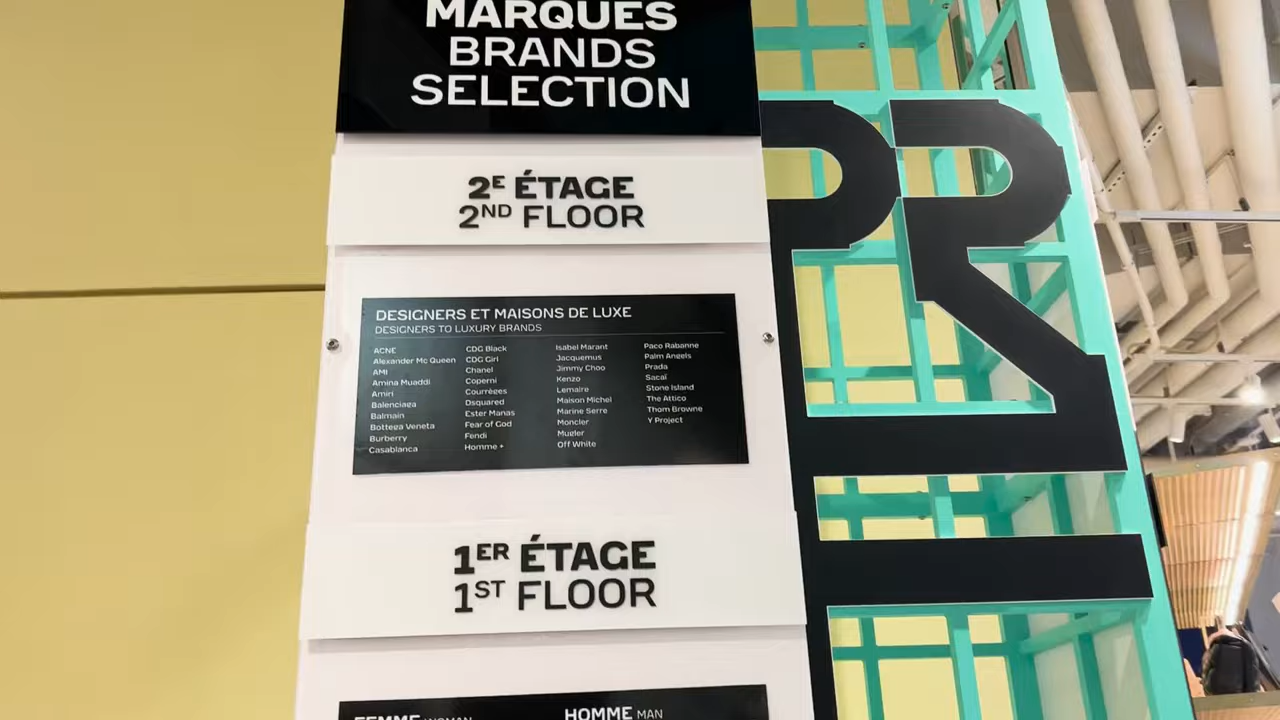 MARQUES
BRANDS
SELECTION
2E ÉTAGE
2ND FLOOR
DESIGNERS ET MAISONS DE LUXE
DESIGNERS TO LUXURY BRANDS
ACNE
Alexander Mc Queen
AMI
Amina Muaddi
Amiri
Balenciaga
Balmain
Bottega Veneta
Burberry
Casablanca
CDG Black
CDG Girl
Chanel
Coperni
Courrèges
Dsquared
Ester Manas
Fear of God
Fendi
Homme +
Isabel Marant
Jacquemus
Jimmy Choo
Kenzo
Lemaire
Maison Michel
Marine Serre
Moncler
Mugler
Off White
Paco Rabanne
Palm Angels
Prada
Sacaï
Stone Island
The Attico
Thom Browne
Y Project
1ER ÉTAGE
1ST FLOOR
FEMME WOMAN
HOMME MAN